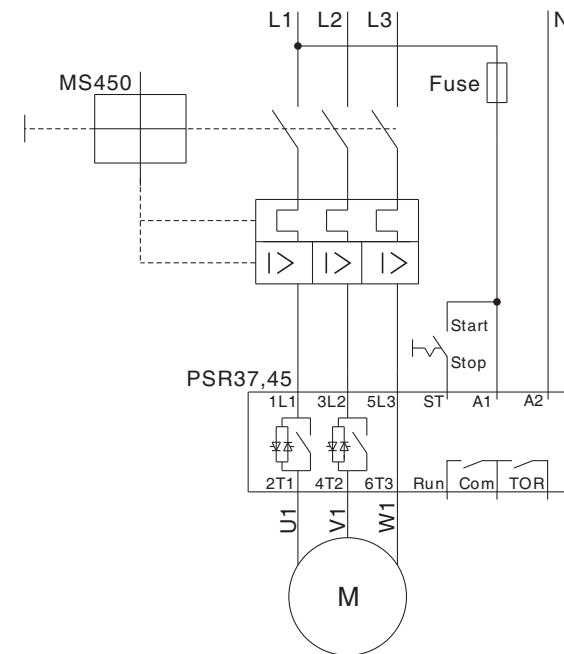 L1 L2 L3 N
MS450
Fuse
I> I> I>
Start
Stop
PSR37,45
1L1 3L2 5L3 ST A1 A2
2T1 4T2 6T3 Run Com TOR
U1 V1 W1
M